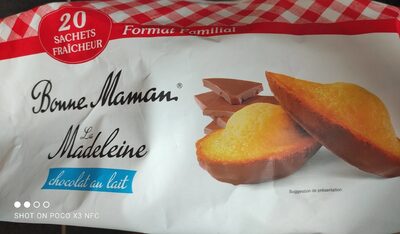 20
SACHETS
FRAÎCHEUR
Format Familial
Bonne Maman®
La
Madeleine
chocolat au lait
Suggestion de présentation
SHOT ON POCO X3 NFC